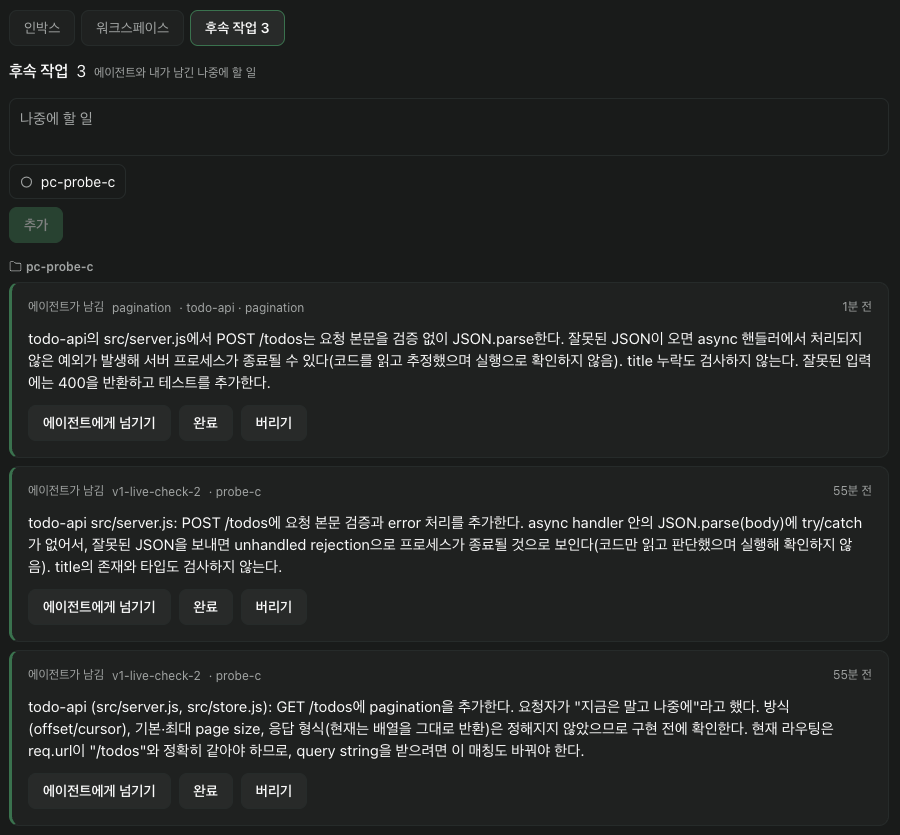 인박스
워크스페이스
후속 작업 3
후속 작업 3 에이전트와 내가 남긴 나중에 할 일
나중에 할 일
pc-probe-c
추가
pc-probe-c
에이전트가 남김 pagination · todo-api · pagination 1분 전
todo-api의 src/server.js에서 POST /todos는 요청 본문을 검증 없이 JSON.parse한다. 잘못된 JSON이 오면 async 핸들러에서 처리되지
않은 예외가 발생해 서버 프로세스가 종료될 수 있다(코드를 읽고 추정했으며 실행으로 확인하지 않음). title 누락도 검사하지 않는다. 잘못된 입력
에는 400을 반환하고 테스트를 추가한다.
에이전트에게 넘기기 완료 버리기
에이전트가 남김 v1-live-check-2 · probe-c 55분 전
todo-api src/server.js: POST /todos에 요청 본문 검증과 error 처리를 추가한다. async handler 안의 JSON.parse(body)에 try/catch
가 없어서, 잘못된 JSON을 보내면 unhandled rejection으로 프로세스가 종료될 것으로 보인다(코드만 읽고 판단했으며 실행해 확인하지 않
음). title의 존재와 타입도 검사하지 않는다.
에이전트에게 넘기기 완료 버리기
에이전트가 남김 v1-live-check-2 · probe-c 55분 전
todo-api (src/server.js, src/store.js): GET /todos에 pagination을 추가한다. 요청자가 "지금은 말고 나중에"라고 했다. 방식
(offset/cursor), 기본·최대 page size, 응답 형식(현재는 배열을 그대로 반환)은 정해지지 않았으므로 구현 전에 확인한다. 현재 라우팅은
req.url이 "/todos"와 정확히 같아야 하므로, query string을 받으려면 이 매칭도 바꿔야 한다.
에이전트에게 넘기기 완료 버리기